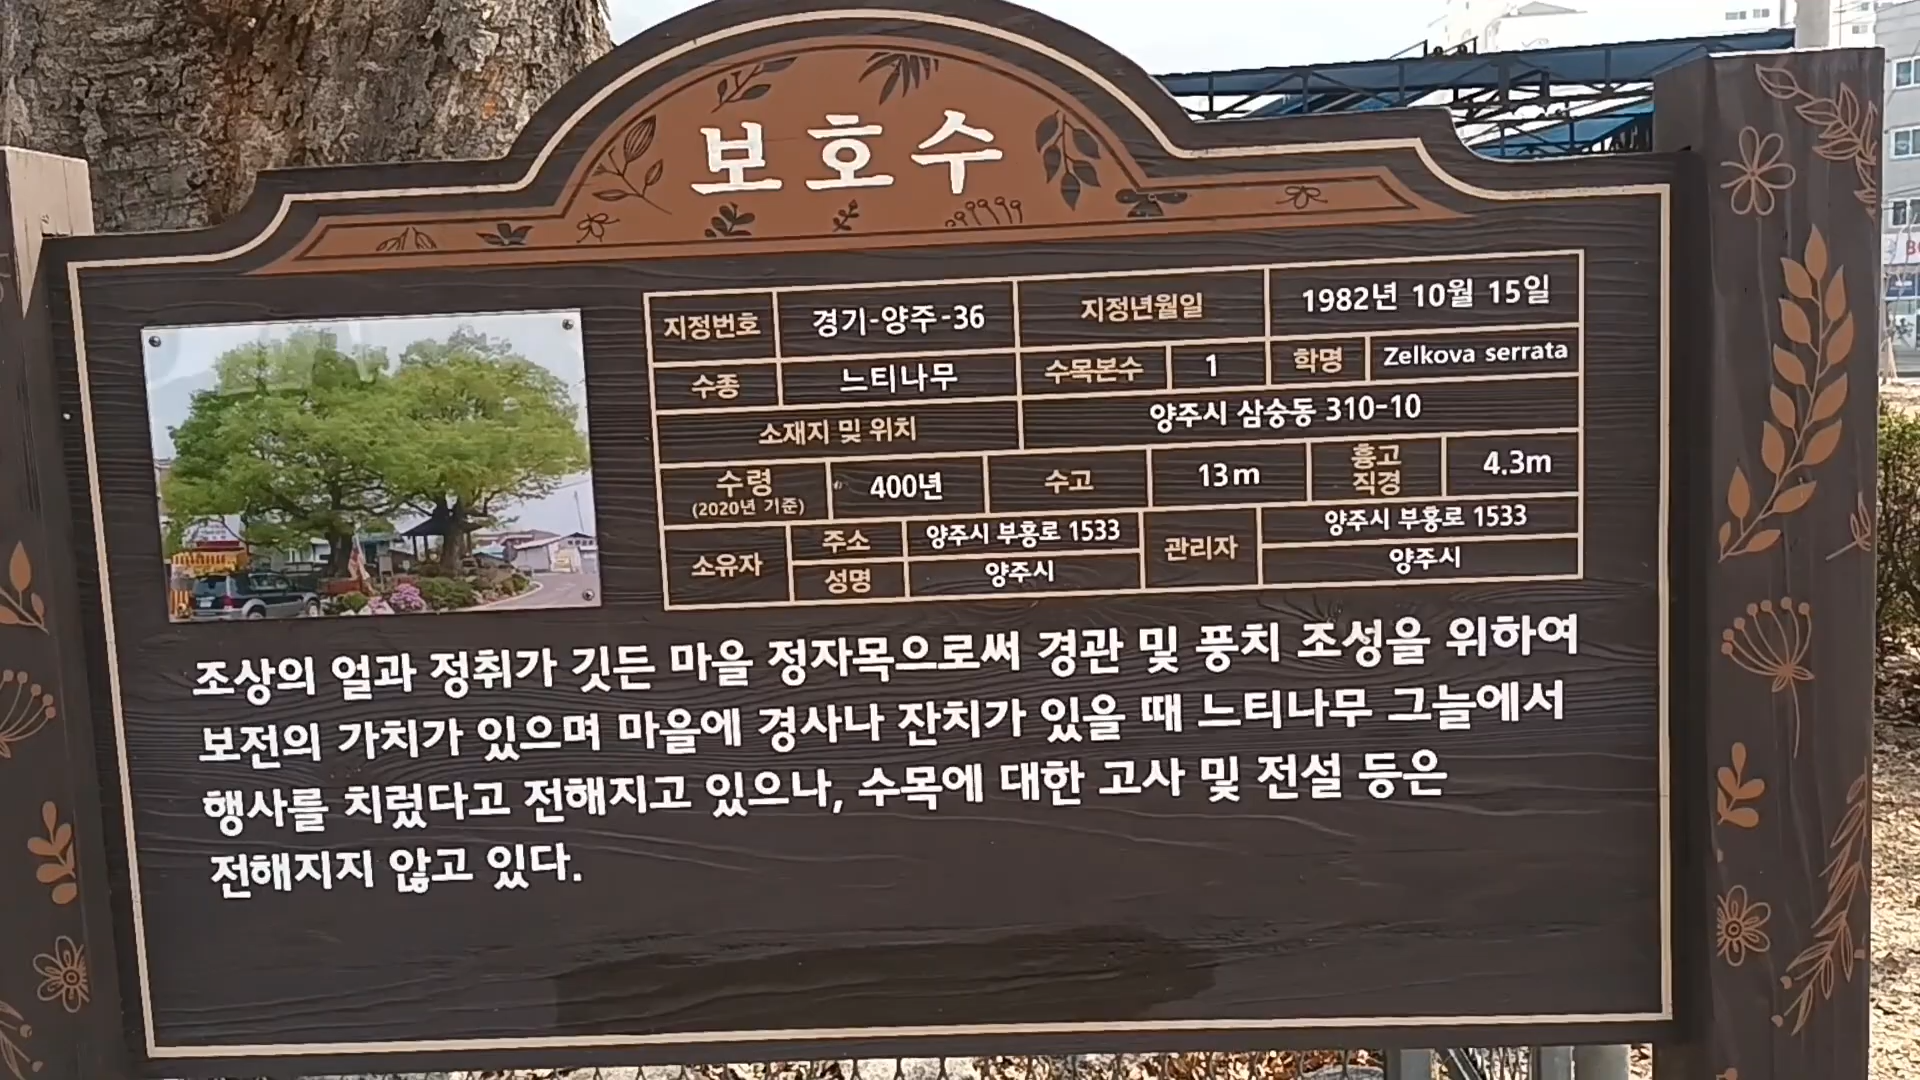 보호수
지정번호 경기-양주-36 지정년월일 1982년 10월 15일
수종 느티나무 수목본수 1 학명 Zelkova serrata
소재지 및 위치 양주시 삼숭동 310-10
수령 (2020년 기준) 400년 수고 13m 흉고 직경 4.3m
소유자 주소 양주시 부흥로 1533 관리자 양주시 부흥로 1533
성명 양주시 양주시
조상의 얼과 정취가 깃든 마을 정자목으로써 경관 및 풍치 조성을 위하여
보전의 가치가 있으며 마을에 경사나 잔치가 있을 때 느티나무 그늘에서
행사를 치렀다고 전해지고 있으나, 수목에 대한 고사 및 전설 등은
전해지지 않고 있다.